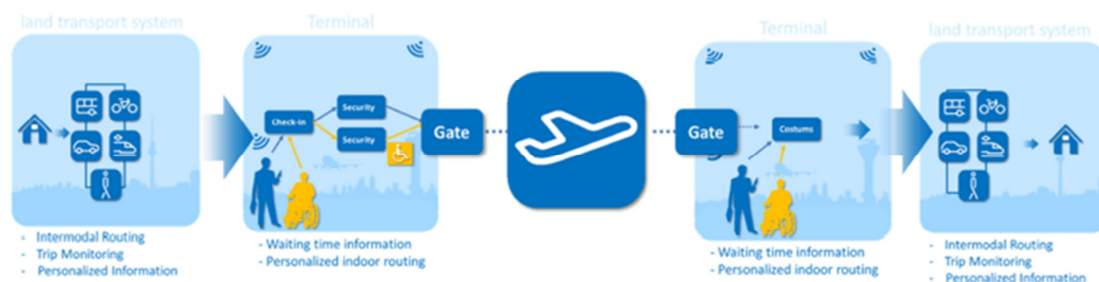 land transport system
Terminal
Terminal
land transport system
Check-in
Security
Security
Gate
Gate
Costums
- Intermodal Routing
- Trip Monitoring
- Personalized Information
- Waiting time information
- Personalized indoor routing
- Waiting time information
- Personalized indoor routing
- Intermodal Routing
- Trip Monitoring
- Personalized Information